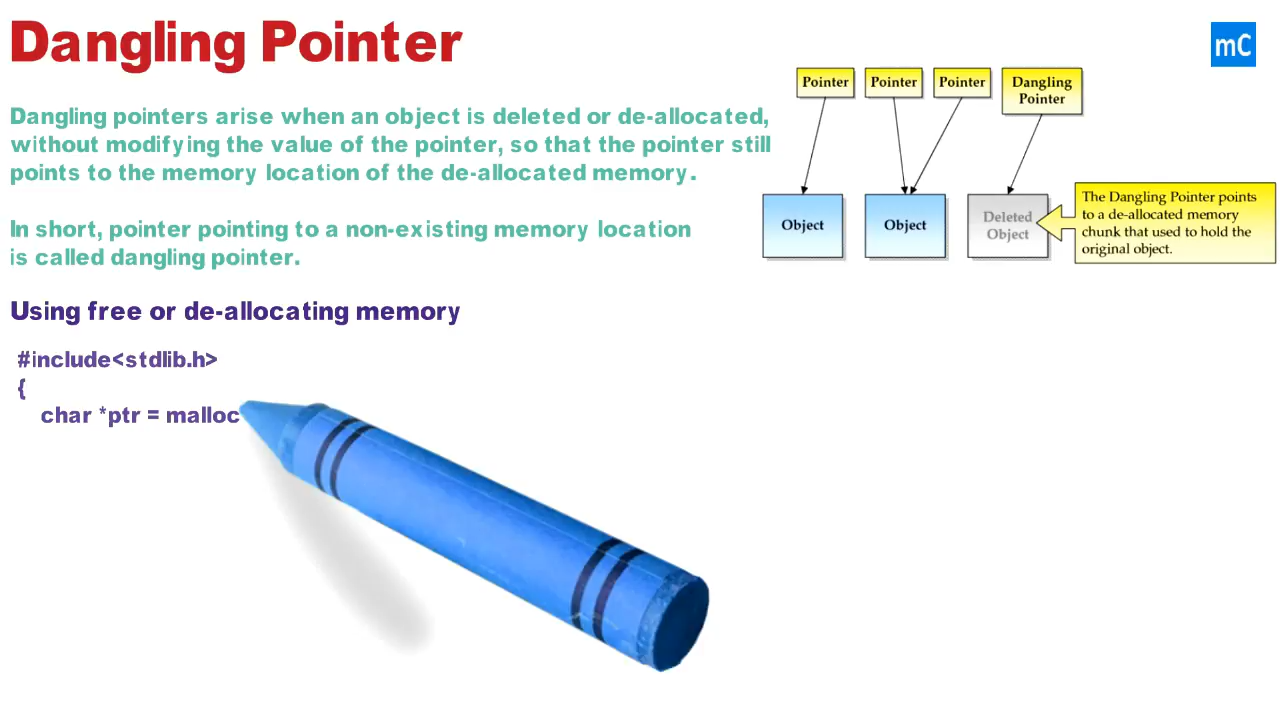 Dangling Pointer
mC
Dangling pointers arise when an object is deleted or de-allocated,
without modifying the value of the pointer, so that the pointer still
points to the memory location of the de-allocated memory.
In short, pointer pointing to a non-existing memory location
is called dangling pointer.
Using free or de-allocating memory
#include<stdlib.h>
{
char *ptr = malloc
Pointer
Pointer
Pointer
Dangling
Pointer
Object
Object
Deleted
Object
The Dangling Pointer points
to a de-allocated memory
chunk that used to hold the
original object.